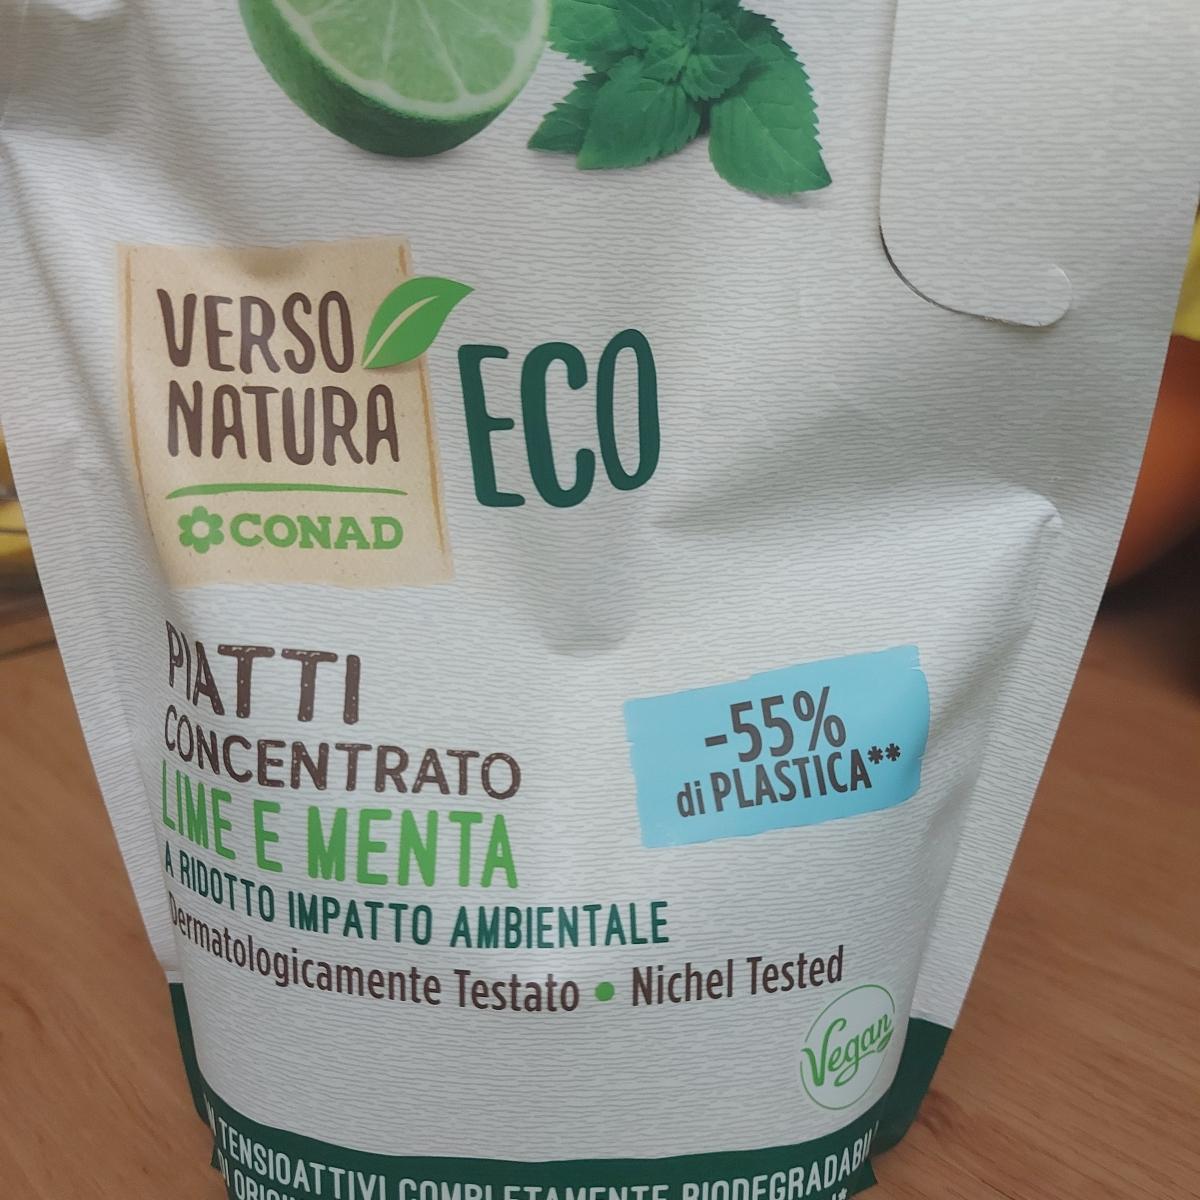 VERSO
NATURA
CONAD
ECO
PIATTI
CONCENTRATO
LIME E MENTA
A RIDOTTO IMPATTO AMBIENTALE
Dermatologicamente Testato • Nichel Tested
-55%
di PLASTICA**
Vegan
TENSIOATTIVI COMPLETAMENTE